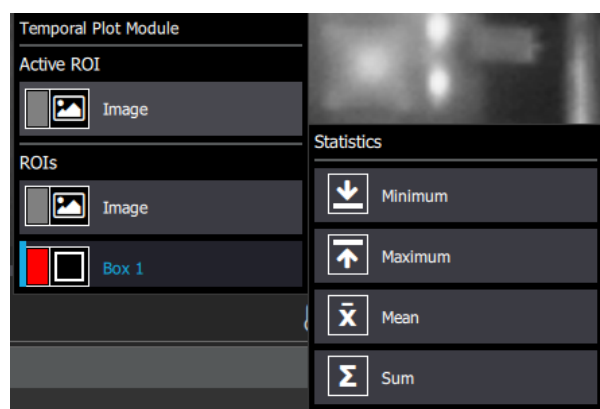 Temporal Plot Module
Active ROI
Image
ROIs
Image
Box 1
Statistics
Minimum
Maximum
x̄ Mean
Σ Sum